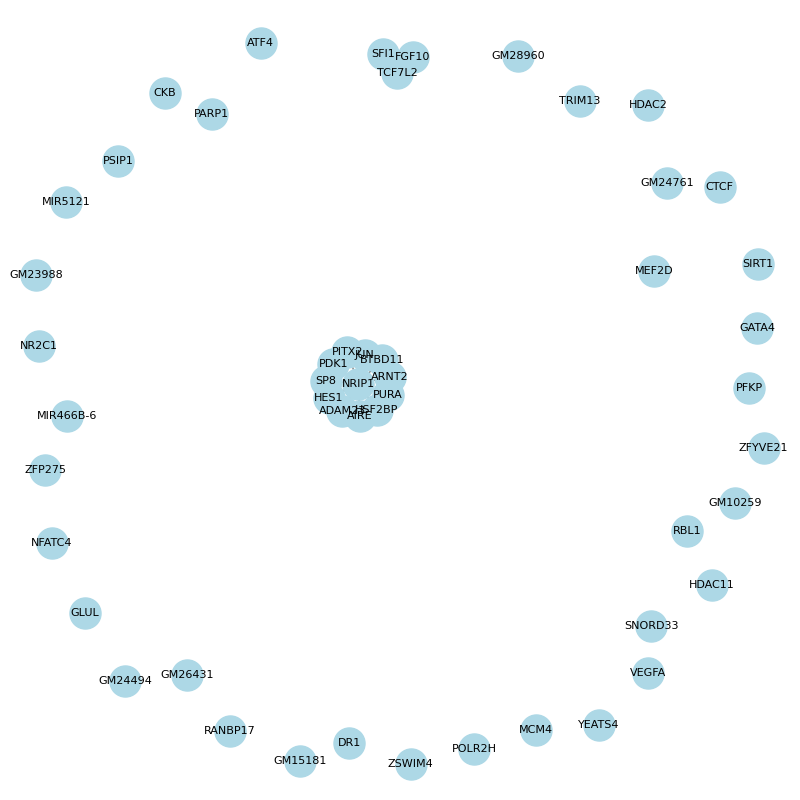 ATF4
SFI1
FGF10
GM28960
TCF7L2
CKB
TRIM13
HDAC2
PARP1
PSIP1
GM24761
CTCF
MIR5121
SIRT1
GM23988
MEF2D
GATA4
NR2C1
PITX2
JUN
BTBD11
PDK1
ARNT2
SP8
NRIP1
PFKP
HES1
PURA
HSF2BP
AIRE
MIR466B-6
ZFYVE21
ZFP275
GM10259
RBL1
NFATC4
HDAC11
GLUL
SNORD33
GM26431
VEGFA
GM24494
RANBP17
YEATS4
MCM4
DR1
POLR2H
GM15181
ZSWIM4